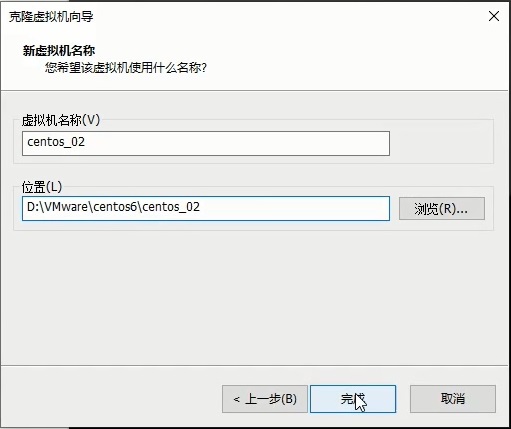 克隆虚拟机向导
新虚拟机名称
您希望该虚拟机使用什么名称?
虚拟机名称(V)
centos_02
位置(L)
D:\VMware\centos6\centos_02
浏览(R)...
< 上一步(B)
完成
取消